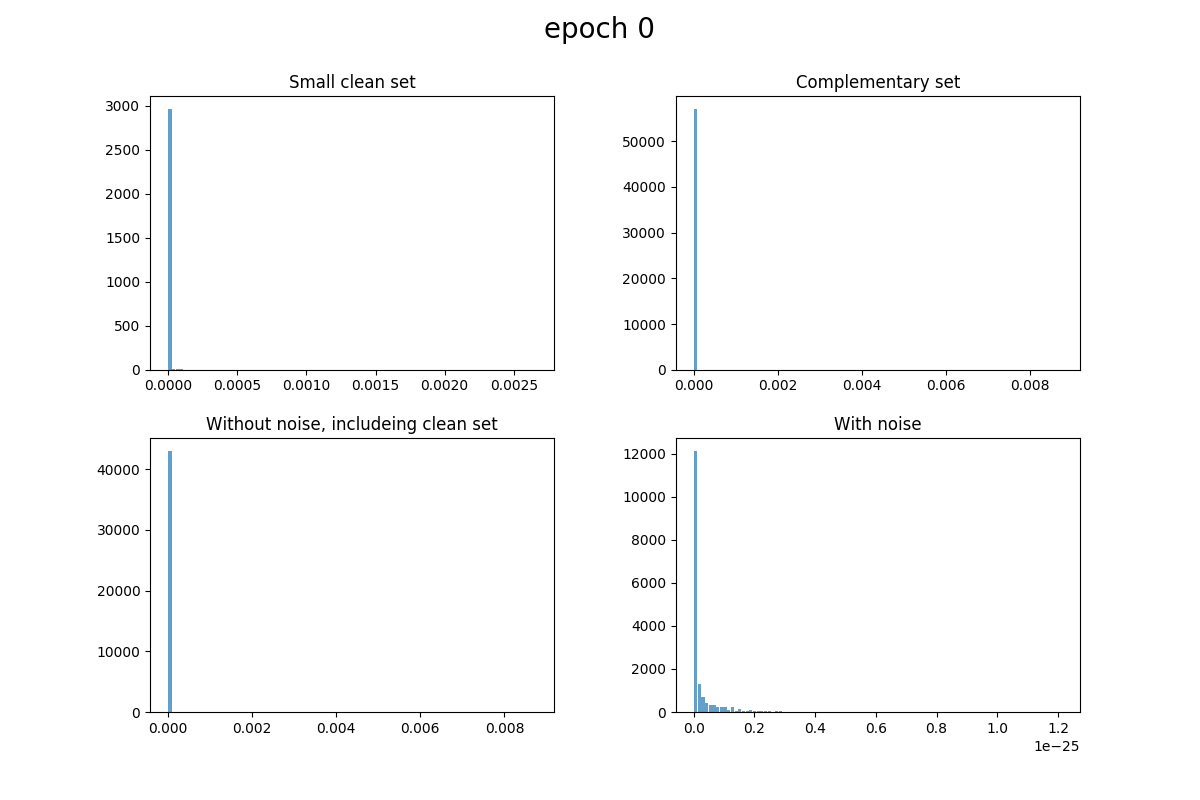 epoch 0
Small clean set
3000
2500
2000
1500
1000
500
0
0.0000 0.0005 0.0010 0.0015 0.0020 0.0025
Complementary set
50000
40000
30000
20000
10000
0
0.000 0.002 0.004 0.006 0.008
Without noise, includeing clean set
40000
30000
20000
10000
0
0.000 0.002 0.004 0.006 0.008
With noise
12000
10000
8000
6000
4000
2000
0
0.0 0.2 0.4 0.6 0.8 1.0 1.2
1e−25